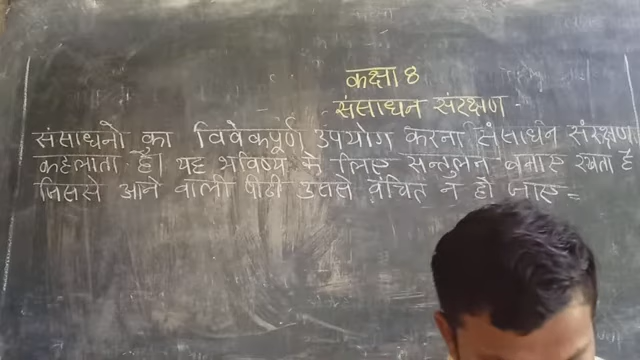 कक्षा 8
संसाधन संरक्षण
संसाधनो का विवेकपूर्ण उपयोग करना संसाधन संरक्षण
कहलाता है। यह भविष्य के लिए सन्तुलन बनाए रखता है
जिससे आने वाली पीढी उससे वंचित न हो जाए =